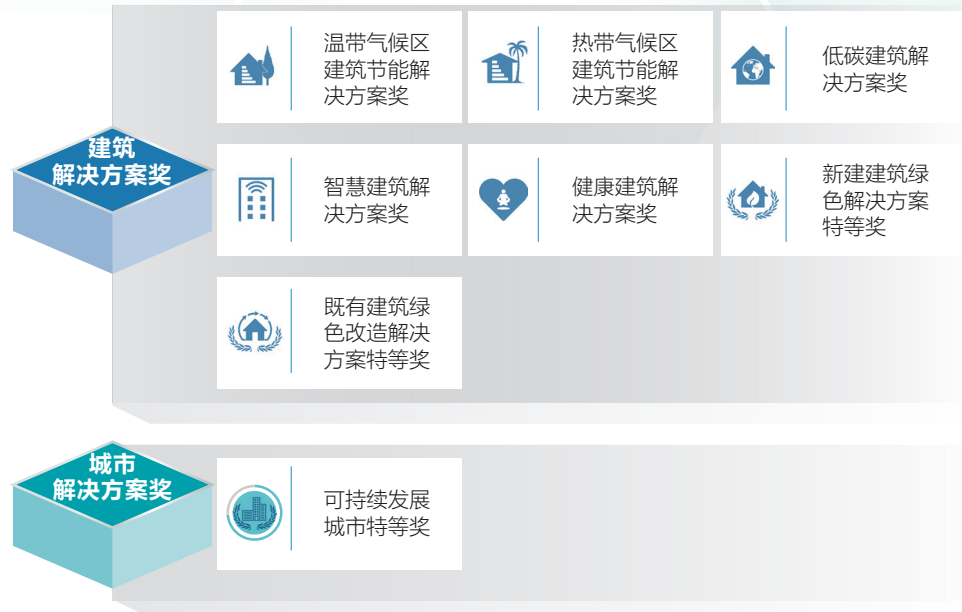 温带气候区
建筑节能解
决方案奖
热带气候区
建筑节能解
决方案奖
低碳建筑解
决方案奖
建筑
解决方案奖
智慧建筑解
决方案奖
健康建筑解
决方案奖
新建建筑绿
色解决方案
特等奖
既有建筑绿
色改造解决
方案特等奖
城市
解决方案奖
可持续发展
城市特等奖